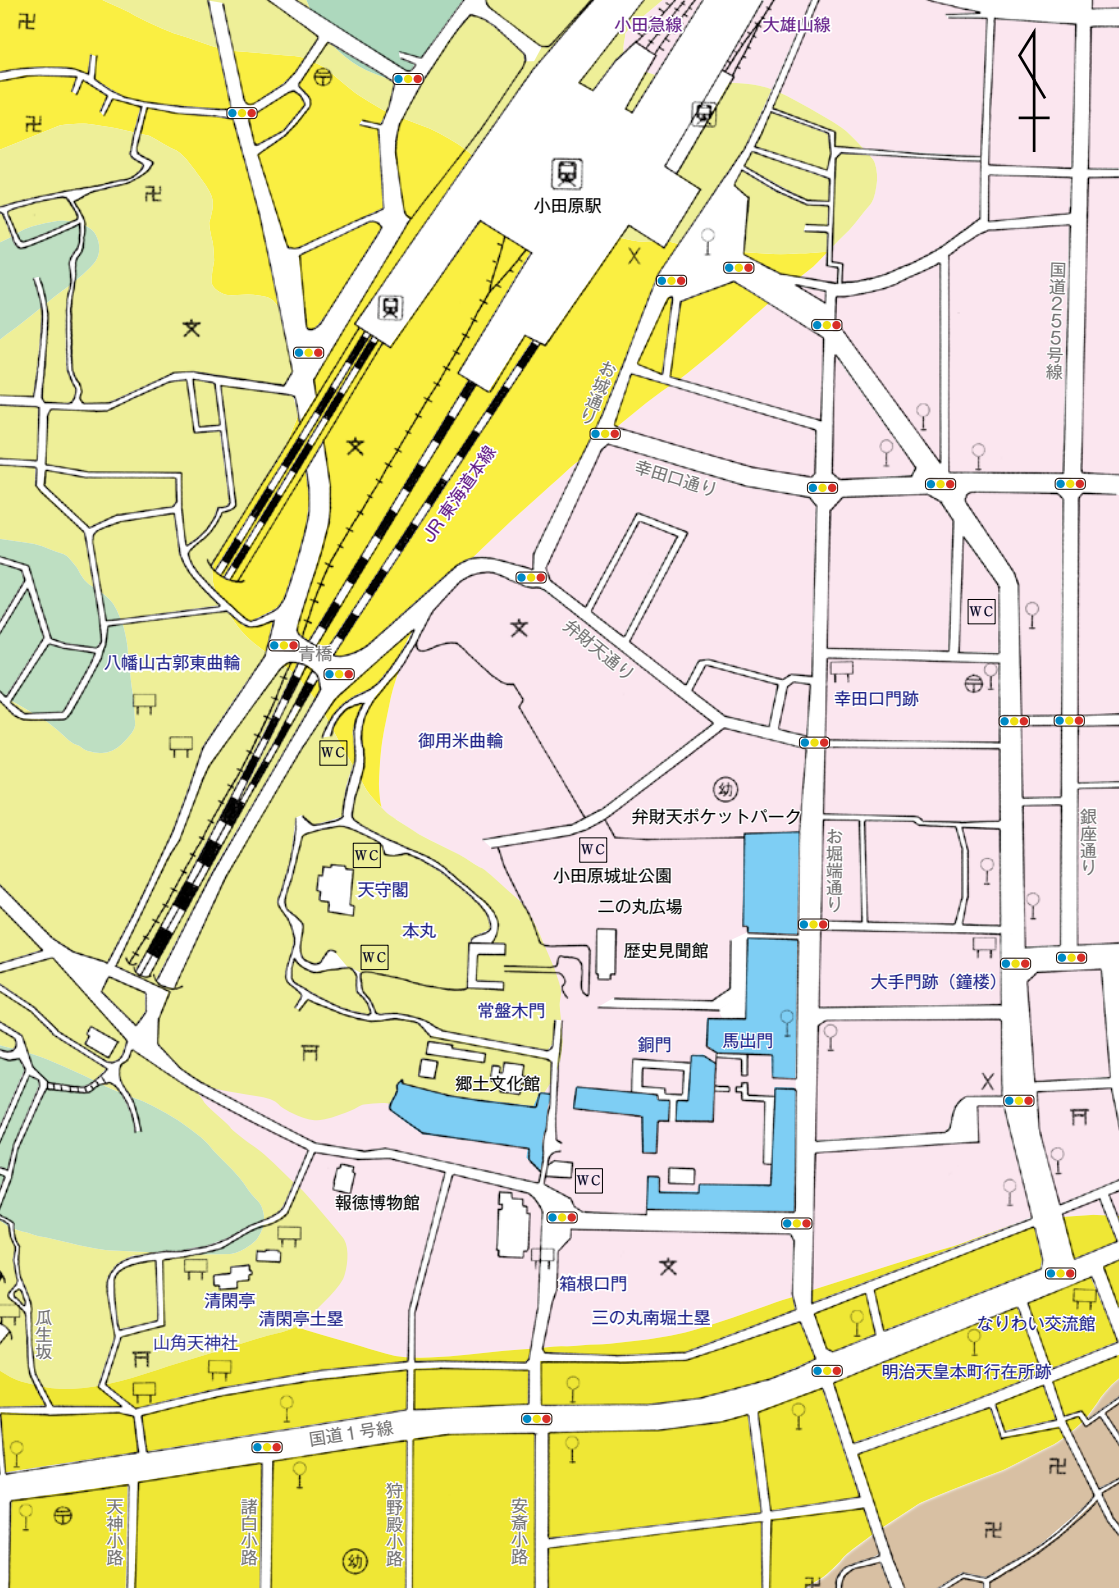 小田急線
大雄山線
小田原駅
国道255号線
お城通り
幸田口通り
JR東海道本線
WC
弁財天通り
青橋
八幡山古郭東曲輪
幸田口門跡
御用米曲輪
WC
幼
弁財天ポケットパーク
お堀端通り
銀座通り
WC
WC
小田原城址公園
天守閣
二の丸広場
本丸
歴史見聞館
WC
大手門跡（鐘楼）
常盤木門
銅門
馬出門
郷土文化館
WC
報徳博物館
箱根口門
清閑亭
清閑亭土塁
三の丸南堀土塁
瓜生坂
山角天神社
なりわい交流館
明治天皇本町行在所跡
国道1号線
天神小路
諸白小路
狩野殿小路
安斎小路
幼